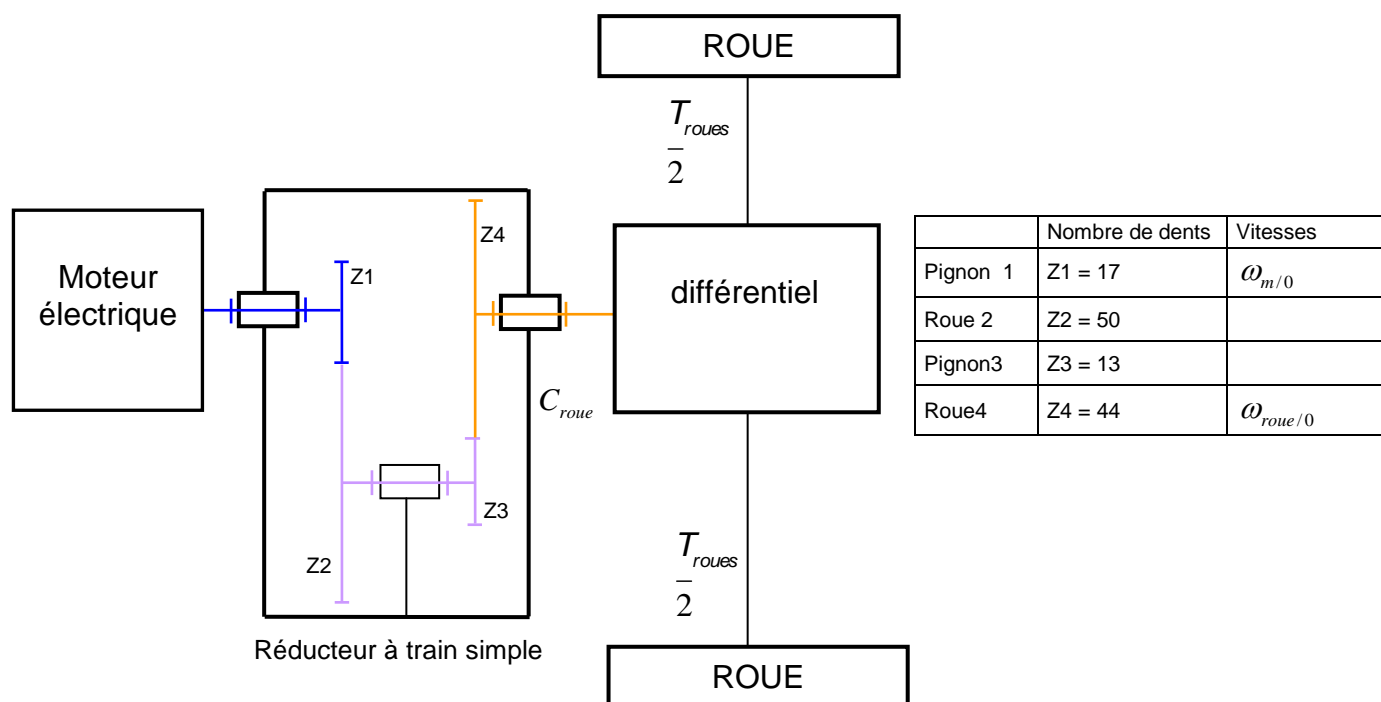 ROUE
T_roues
2
Z4
Z1
Moteur
électrique
différentiel
C_roue
Z3
Z2
T_roues
2
Réducteur à train simple
ROUE
Nombre de dents Vitesses
Pignon 1 Z1 = 17 ω_m/0
Roue 2 Z2 = 50
Pignon3 Z3 = 13
Roue4 Z4 = 44 ω_roue/0